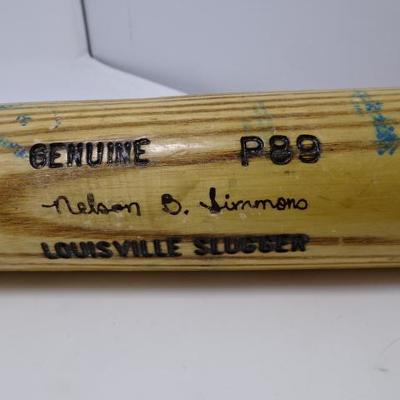 GENUINE P89
Nelson B. Simmons
LOUISVILLE SLUGGER